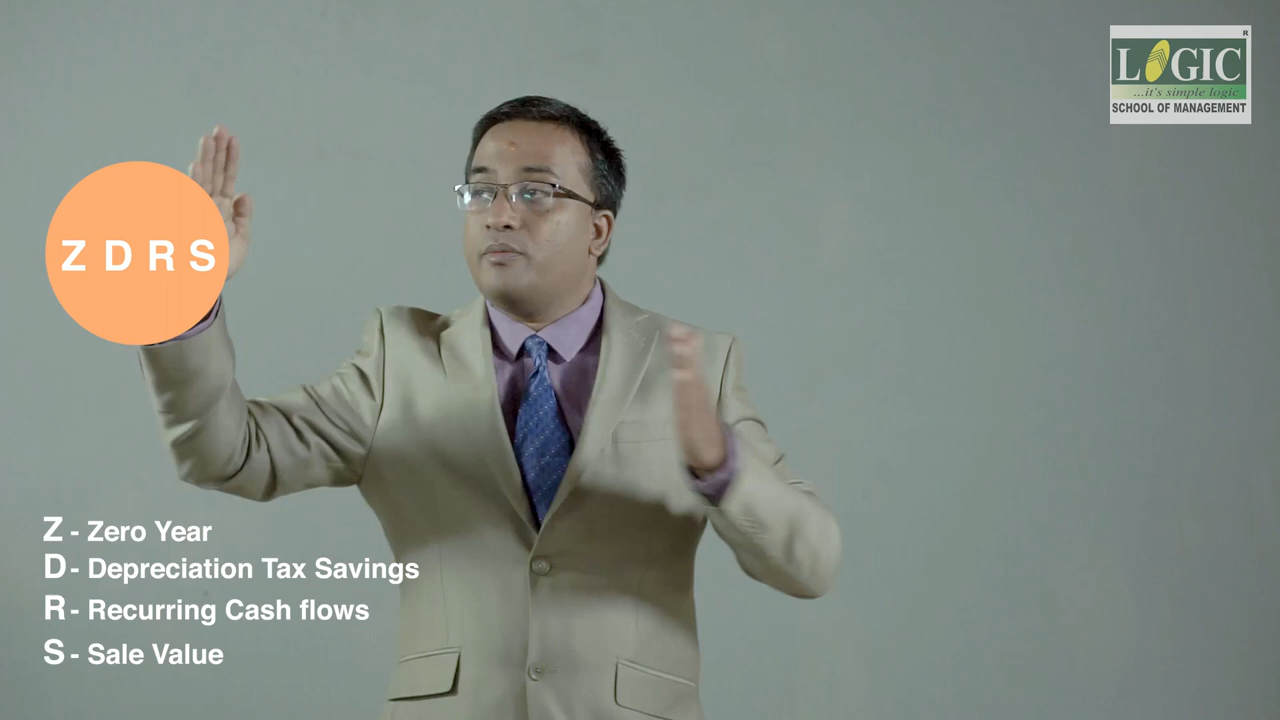 LOGIC
R
...it's simple logic
SCHOOL OF MANAGEMENT
Z D R S
Z - Zero Year
D - Depreciation Tax Savings
R - Recurring Cash flows
S - Sale Value